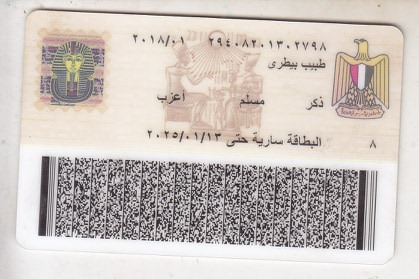 ٢٠١٨/٠١ ٢٩٤٠٨٢٠١٣٠٢٧٩٨
طبيب بيطرى
ذكر مسلم أعزب
البطاقة سارية حتى ٢٠٢٥/٠١/١٣
٨